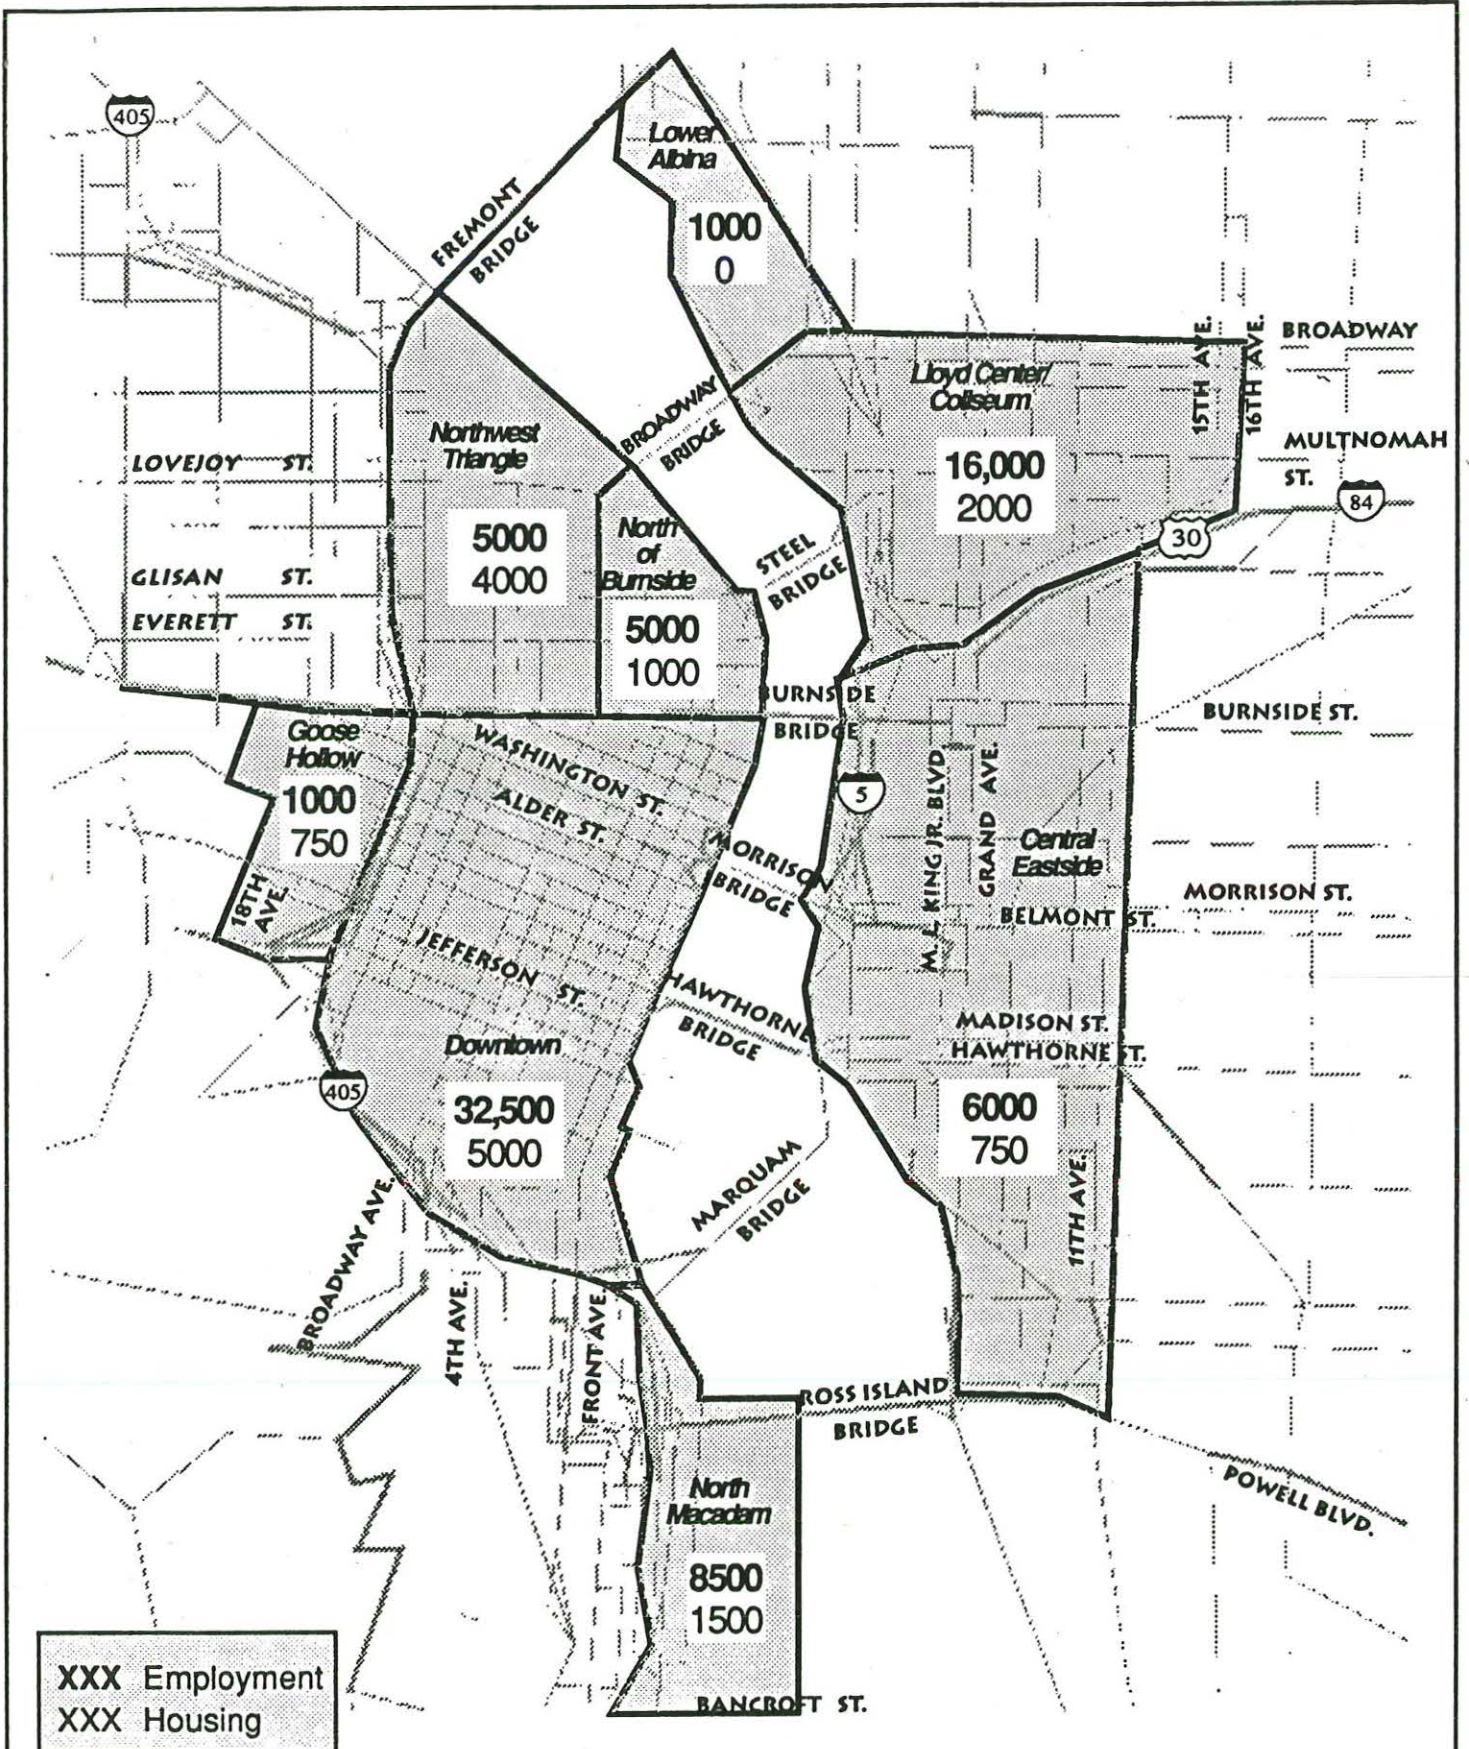 405
Lower
Albina
1000
0
FREMONT
BRIDGE
15TH AVE.
16TH AVE.
BROADWAY
Lloyd Center/
Coliseum
16,000
2000
MULTNOMAH
ST.
84
30
BROADWAY
BRIDGE
Northwest
Triangle
5000
4000
LOVEJOY ST.
GLISAN ST.
EVERETT ST.
North
of
Burnside
5000
1000
STEEL
BRIDGE
BURNSIDE
BRIDGE
BURNSIDE ST.
Goose
Hollow
1000
750
18TH
AVE.
WASHINGTON ST.
ALDER ST.
5
M. L. KING JR. BLVD
GRAND AVE.
Central
Eastside
MORRISON
BRIDGE
MORRISON ST.
BELMONT ST.
JEFFERSON ST.
HAWTHORNE
BRIDGE
MADISON ST.
HAWTHORNE ST.
Downtown
32,500
5000
405
6000
750
11TH AVE.
MARQUAM
BRIDGE
BROADWAY AVE.
4TH AVE.
FRONT AVE.
ROSS ISLAND
BRIDGE
POWELL BLVD.
North
Macadam
8500
1500
BANCROFT ST.
XXX Employment
XXX Housing